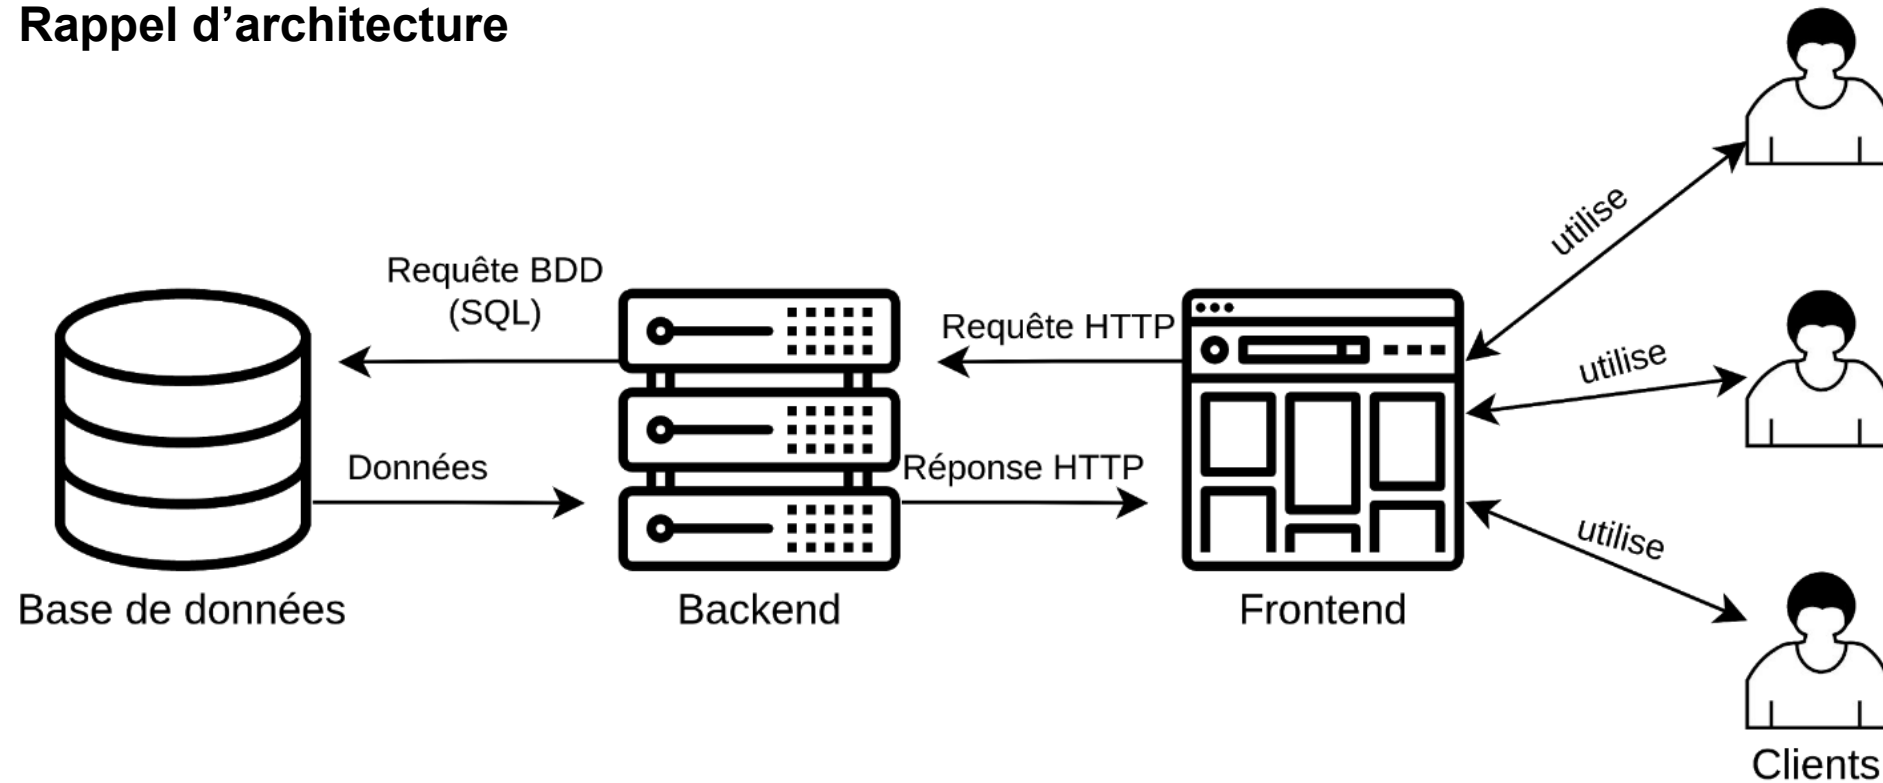 Rappel d’architecture
utilise
Requête BDD
(SQL)
Requête HTTP
utilise
Données
Réponse HTTP
utilise
Base de données
Backend
Frontend
Clients